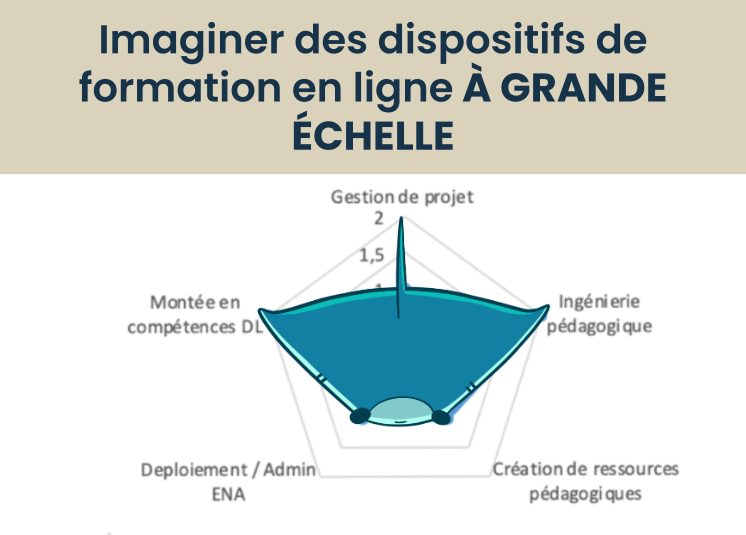 Imaginer des dispositifs de
formation en ligne À GRANDE
ÉCHELLE
Gestion de projet
2
1,5
Montée en
compétences DL
Ingénierie
pédagogique
Deploiement / Admin
ENA
Création de ressources
pédagogiques